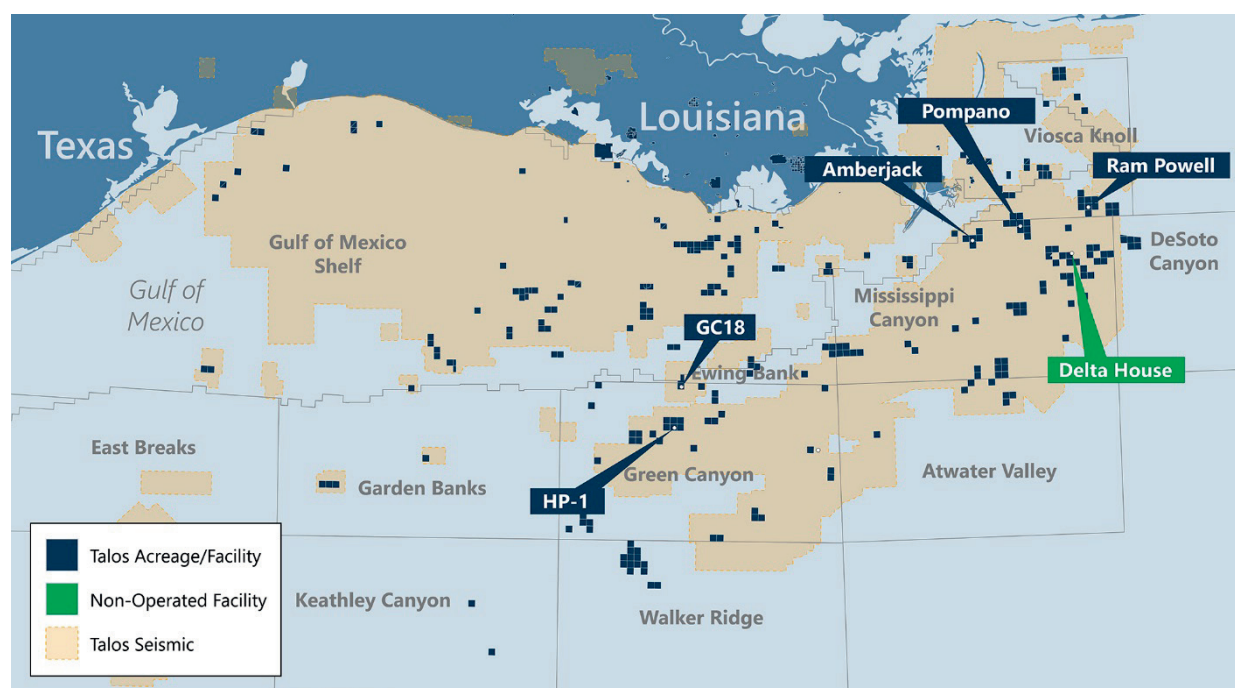 Texas
Louisiana
Pompano
Viosca Knoll
Amberjack
Ram Powell
Gulf of Mexico
Shelf
DeSoto
Canyon
Gulf of
Mexico
Mississippi
Canyon
GC18
Ewing Bank
Delta House
East Breaks
Garden Banks
Green Canyon
Atwater Valley
HP-1
Talos Acreage/Facility
Non-Operated Facility
Talos Seismic
Keathley Canyon
Walker Ridge